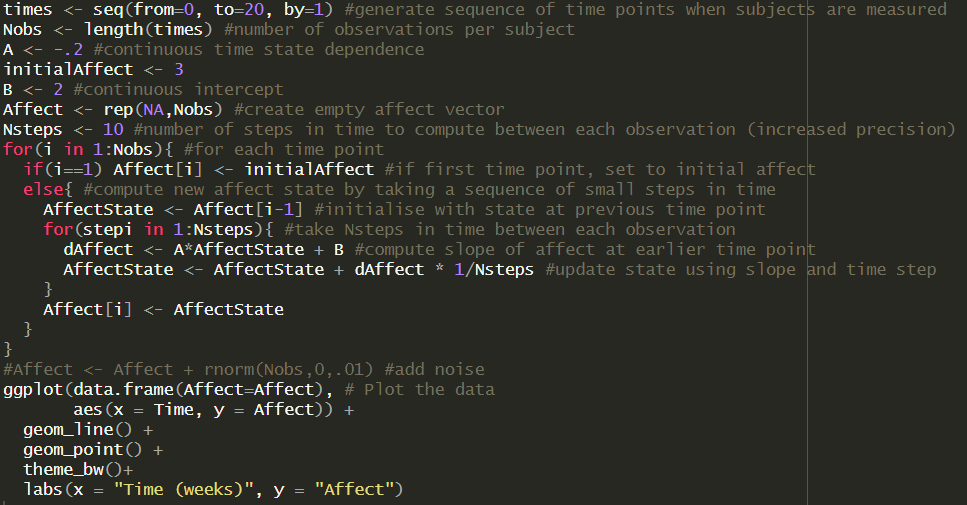 times <- seq(from=0, to=20, by=1) #generate sequence of time points when subjects are measured
Nobs <- length(times) #number of observations per subject
A <- -.2 #continuous time state dependence
initialAffect <- 3
B <- 2 #continuous intercept
Affect <- rep(NA,Nobs) #create empty affect vector
Nsteps <- 10 #number of steps in time to compute between each observation (increased precision)
for(i in 1:Nobs){ #for each time point
  if(i==1) Affect[i] <- initialAffect #if first time point, set to initial affect
  else{ #compute new affect state by taking a sequence of small steps in time
    AffectState <- Affect[i-1] #initialise with state at previous time point
    for(stepi in 1:Nsteps){ #take Nsteps in time between each observation
      dAffect <- A*AffectState + B #compute slope of affect at earlier time point
      AffectState <- AffectState + dAffect * 1/Nsteps #update state using slope and time step
    }
    Affect[i] <- AffectState
  }
}
#Affect <- Affect + rnorm(Nobs,0,.01) #add noise
ggplot(data.frame(Affect=Affect), # Plot the data
       aes(x = Time, y = Affect)) +
  geom_line() +
  geom_point() +
  theme_bw()+
  labs(x = "Time (weeks)", y = "Affect")